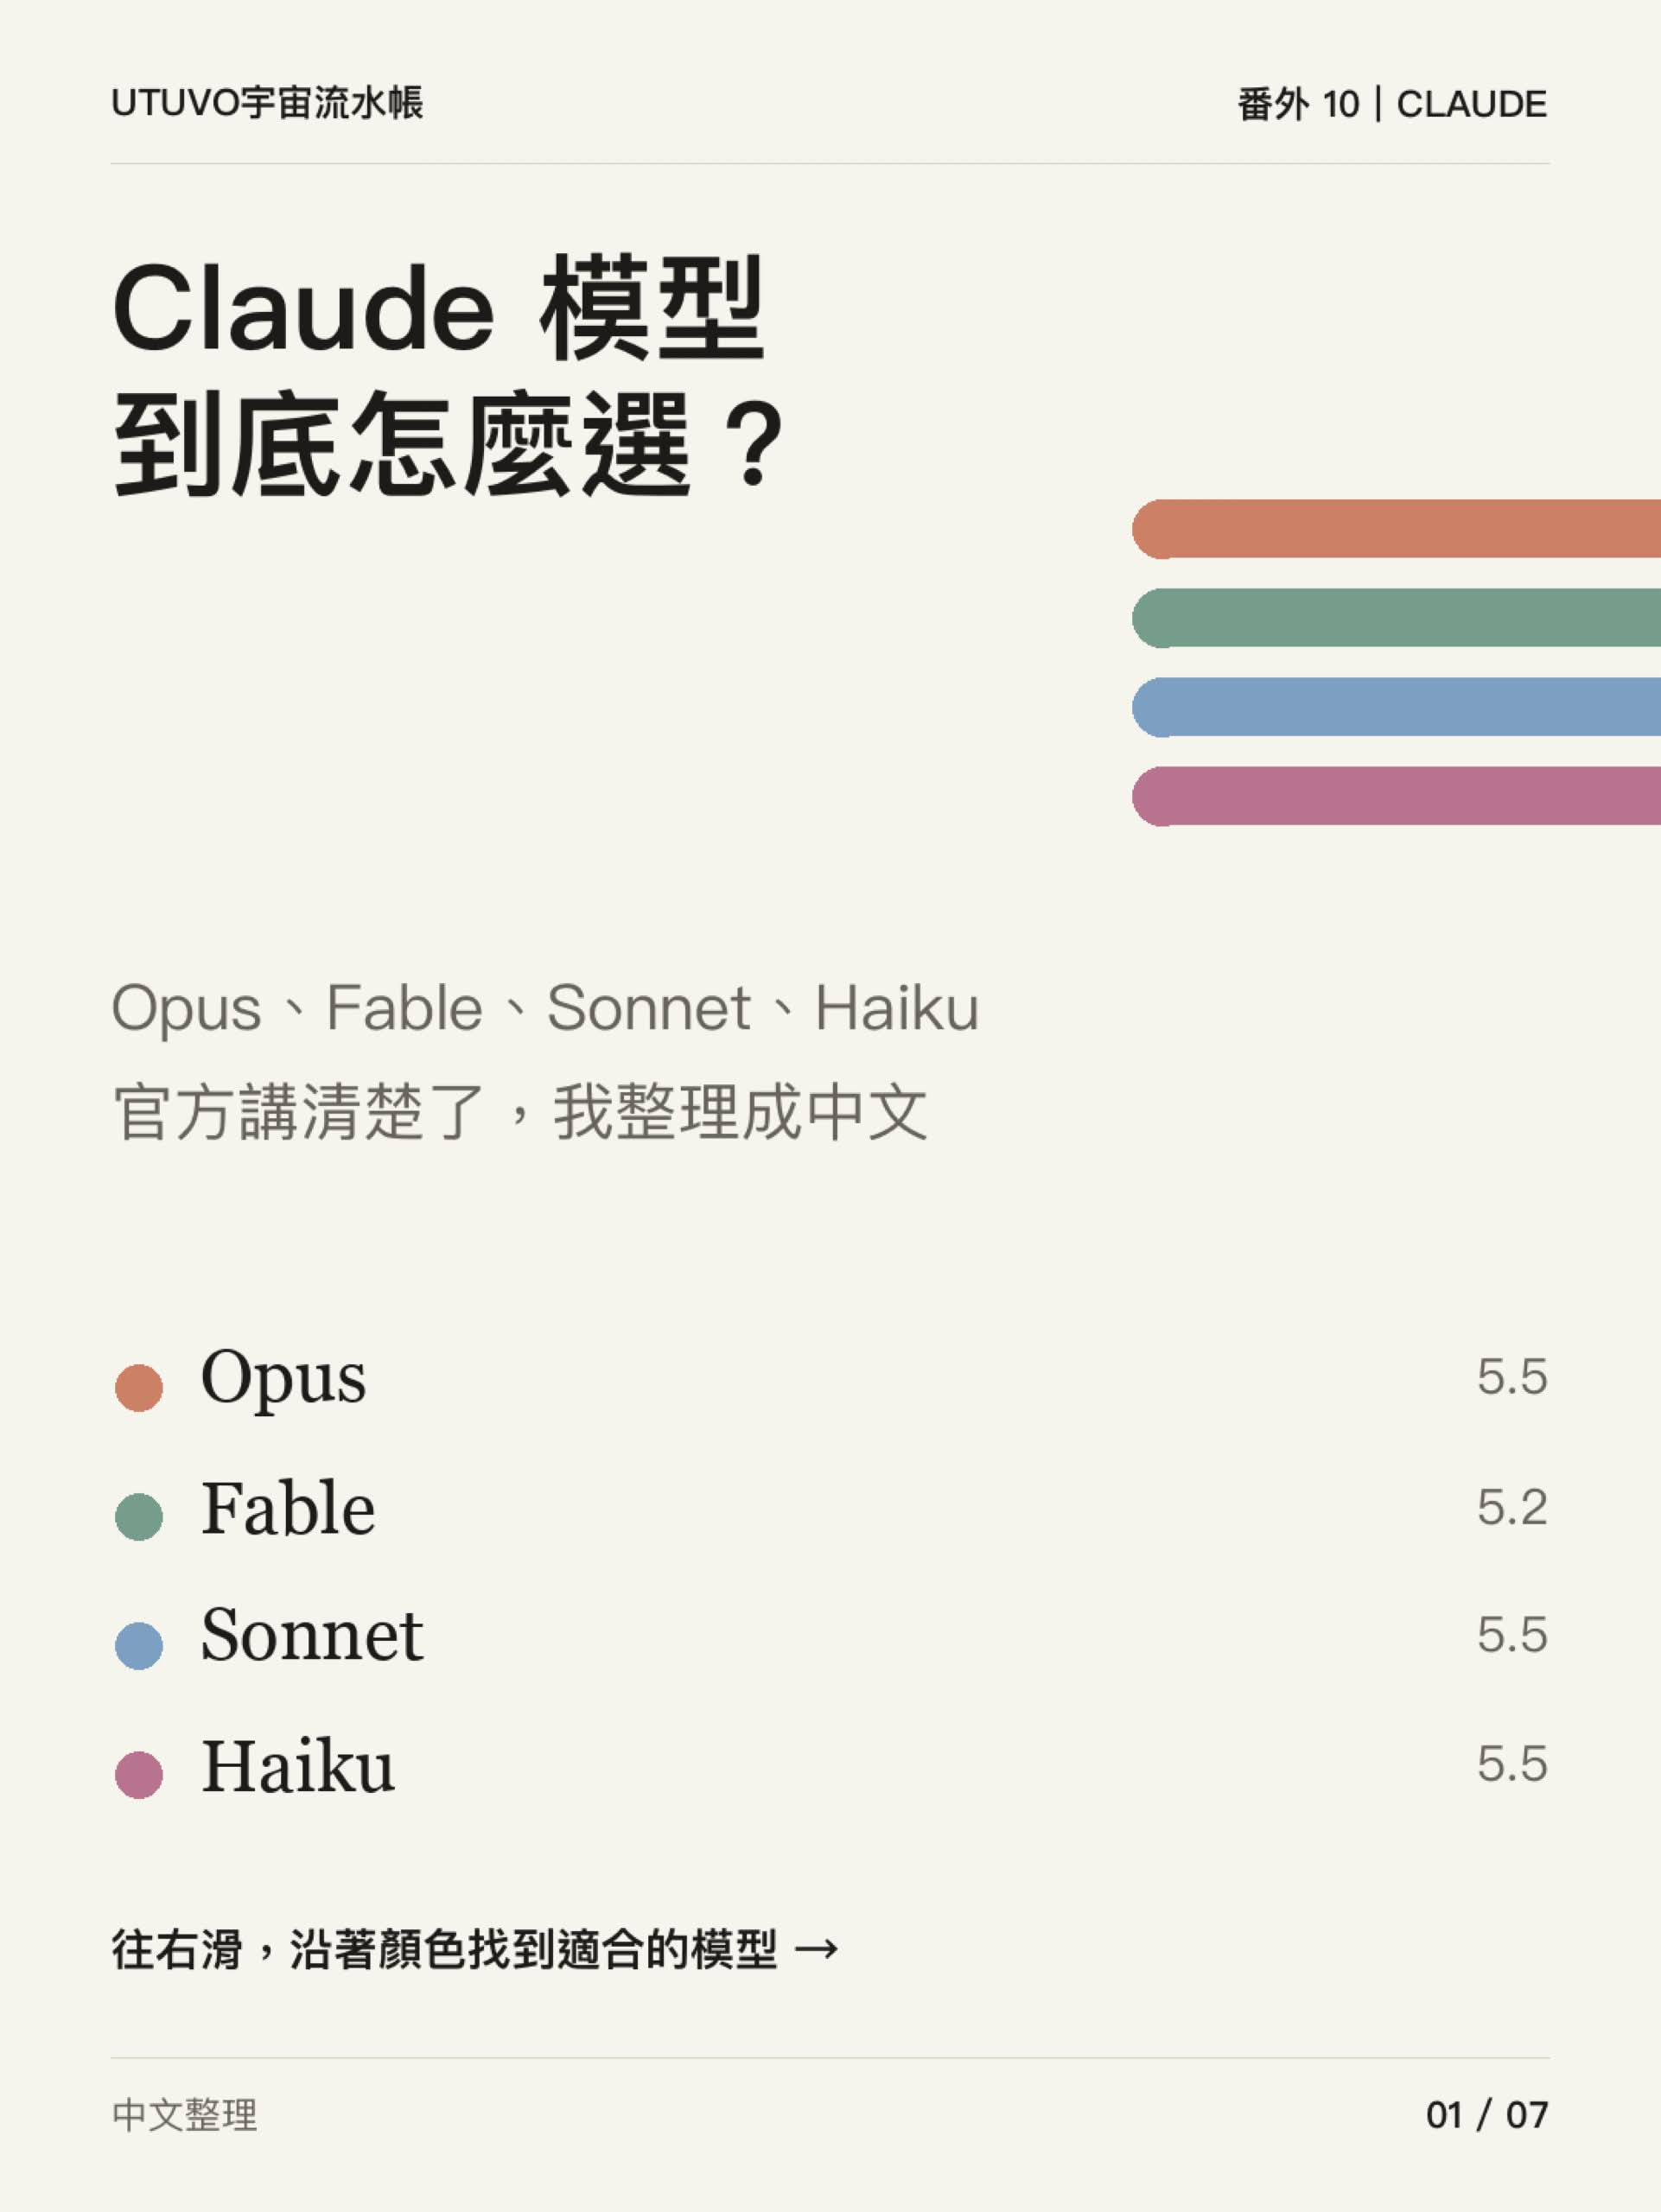 UTUVO宇宙流水帳
番外 10｜CLAUDE
Claude 模型
到底怎麼選？
Opus、Fable、Sonnet、Haiku
官方講清楚了，我整理成中文
Opus 5.5
Fable 5.2
Sonnet 5.5
Haiku 5.5
往右滑，沿著顏色找到適合的模型 →
中文整理
01 / 07